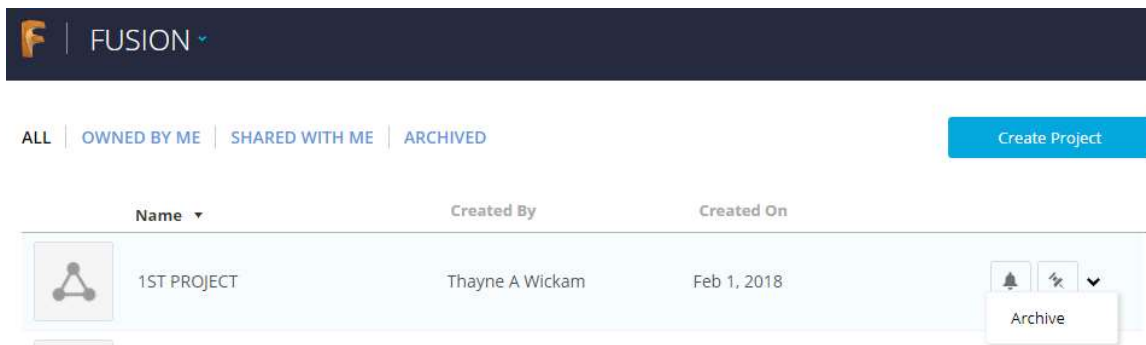 FUSION
ALL OWNED BY ME SHARED WITH ME ARCHIVED Create Project
Name Created By Created On
1ST PROJECT Thayne A Wickam Feb 1, 2018
Archive